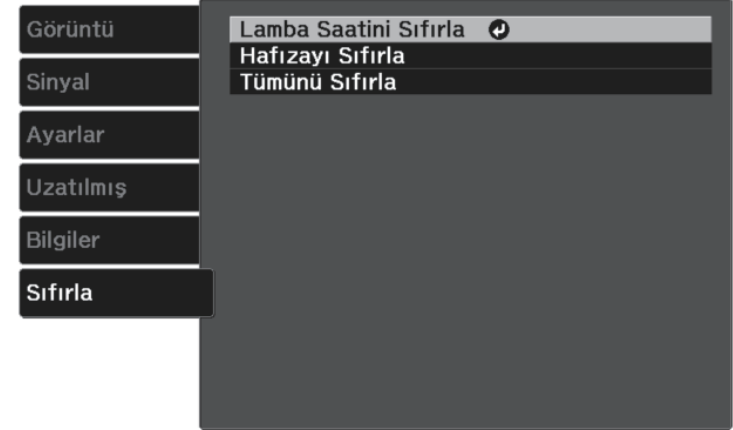 Görüntü
Sinyal
Ayarlar
Uzatılmış
Bilgiler
Sıfırla
Lamba Saatini Sıfırla
Hafızayı Sıfırla
Tümünü Sıfırla